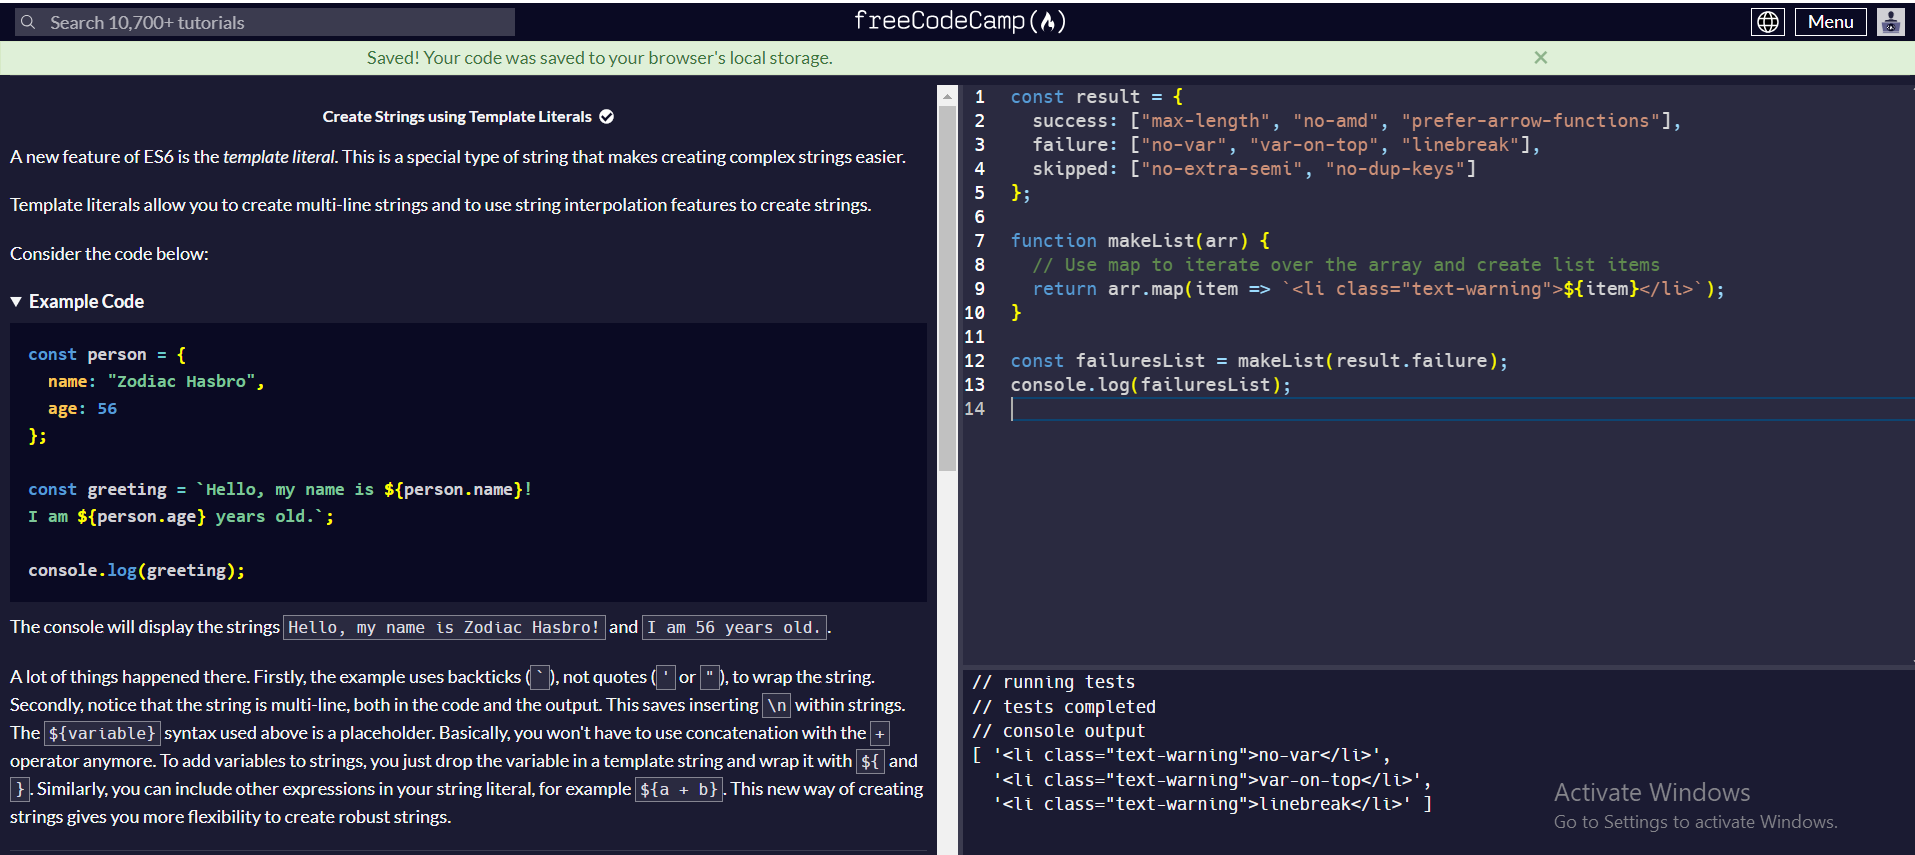 Search 10,700+ tutorials
freeCodeCamp
Menu
Saved! Your code was saved to your browser's local storage.
×
Create Strings using Template Literals
A new feature of ES6 is the template literal. This is a special type of string that makes creating complex strings easier.
Template literals allow you to create multi-line strings and to use string interpolation features to create strings.
Consider the code below:
▼ Example Code
const person = {
  name: "Zodiac Hasbro",
  age: 56
};
const greeting = `Hello, my name is ${person.name}!
I am ${person.age} years old.`;
console.log(greeting);
The console will display the strings Hello, my name is Zodiac Hasbro! and I am 56 years old..
A lot of things happened there. Firstly, the example uses backticks (`), not quotes (' or "), to wrap the string.
Secondly, notice that the string is multi-line, both in the code and the output. This saves inserting \n within strings.
The ${variable} syntax used above is a placeholder. Basically, you won't have to use concatenation with the +
operator anymore. To add variables to strings, you just drop the variable in a template string and wrap it with ${ and
}. Similarly, you can include other expressions in your string literal, for example ${a + b}. This new way of creating
strings gives you more flexibility to create robust strings.
1 const result = {
2   success: ["max-length", "no-amd", "prefer-arrow-functions"],
3   failure: ["no-var", "var-on-top", "linebreak"],
4   skipped: ["no-extra-semi", "no-dup-keys"]
5 };
6
7 function makeList(arr) {
8   // Use map to iterate over the array and create list items
9   return arr.map(item => `<li class="text-warning">${item}</li>`);
10 }
11
12 const failuresList = makeList(result.failure);
13 console.log(failuresList);
14
// running tests
// tests completed
// console output
[ '<li class="text-warning">no-var</li>',
  '<li class="text-warning">var-on-top</li>',
  '<li class="text-warning">linebreak</li>' ]
Activate Windows
Go to Settings to activate Windows.